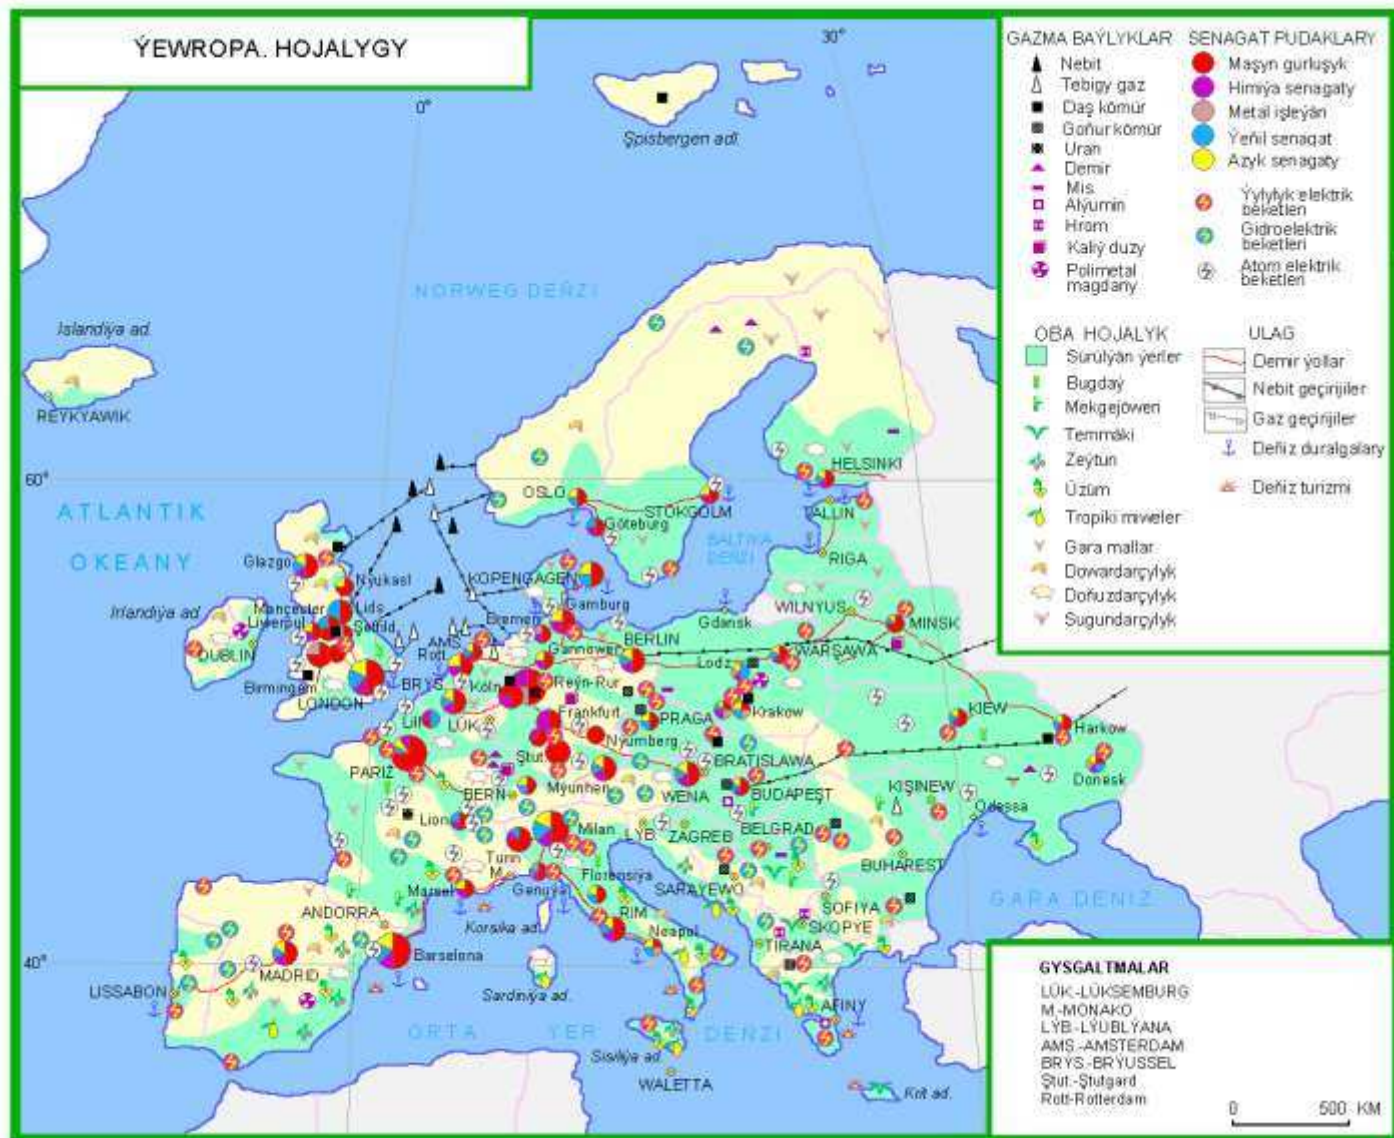 ÝEWROPA. HOJALYGY
30°
0°
Şpisbergen adl.
GAZMA BAÝLYKLAR
Nebit
Tebigy gaz
Daş kömür
Goňur kömür
Uran
Demir
Mis
Alýumin
Hrom
Kaliý duzy
Polimetal
magdany
SENAGAT PUDAKLARY
Maşyn gurluşyk
Himiýa senagaty
Metal işleýän
Ýeňil senagat
Azyk senagaty
Ýylylyk elektrik
beketleri
Gidroelektrik
beketleri
Atom elektrik
beketleri
OBA HOJALYK
Sürülýän ýerler
Bugdaý
Mekgejöwen
Temmäki
Zeýtun
Üzüm
Tropiki miweler
Gara mallar
Dowardarçylyk
Doňuzdarçylyk
Sugundarçylyk
ULAG
Demir ýollar
Nebit geçirijiler
Gaz geçirijiler
Deňiz duralgalary
Deňiz turizmi
NORWEG DEŇZI
Islandiýa ad.
REYKYAWIK
60°
ATLANTIK
OKEANY
HELSINKI
OSLO
STOKGOLM
TALLIN
Göteburg
BALTIKA
DEŇZI
RIGA
Glazgo
Nýukasl
KOPENGAGEN
Irlandiýa ad.
Mançester
Lids
Liwerpul
Şeffild
Gamburg
Bremen
WILNYUS
Gdansk
MINSK
DUBLIN
AMS.
Rott.
Gannower
BERLIN
WARŞAWA
Lodz
Birmingem
LONDON
BRYS.
Köln
Reýn-Rur
Lill
LÜK.
Frankfurt
PRAGA
Krakow
KIEW
Harkow
Nýurnberg
Ştut.
PARIŽ
BRATISLAWA
Donesk
BERN
Mýunhen
WENA
BUDAPEŞT
KIŞINEW
Odessa
Lion
Milan
LÝB.
ZAGREB
BELGRAD
BUHAREST
Turin
M.
Marsel
Genuýa
Florensiýa
SARAYEWO
SOFIÝA
GARA DENIZ
ANDORRA
Korsika ad.
RIM
SKOPYE
Neapol
TIRANA
Barselona
40°
MADRID
LISSABON
Sardiniýa ad.
AFINY
ORTA YER DEŇZI
Sisiliýa ad.
WALETTA
Krit ad.
GYSGALTMALAR
LÜK.-LÜKSEMBURG
M.-MONAKO
LÝB.-LÝUBLÝANA
AMS.-AMSTERDAM
BRÝS.-BRÝUSSEL
Ştut.-Ştutgard
Rott-Rotterdam
0 500 KM